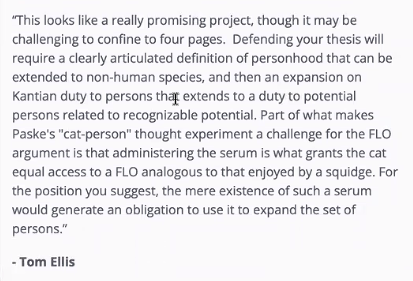 “This looks like a really promising project, though it may be
challenging to confine to four pages.  Defending your thesis will
require a clearly articulated definition of personhood that can be
extended to non-human species, and then an expansion on
Kantian duty to persons that extends to a duty to potential
persons related to recognizable potential. Part of what makes
Paske's "cat-person" thought experiment a challenge for the FLO
argument is that administering the serum is what grants the cat
equal access to a FLO analogous to that enjoyed by a squidge. For
the position you suggest, the mere existence of such a serum
would generate an obligation to use it to expand the set of
persons.”
- Tom Ellis